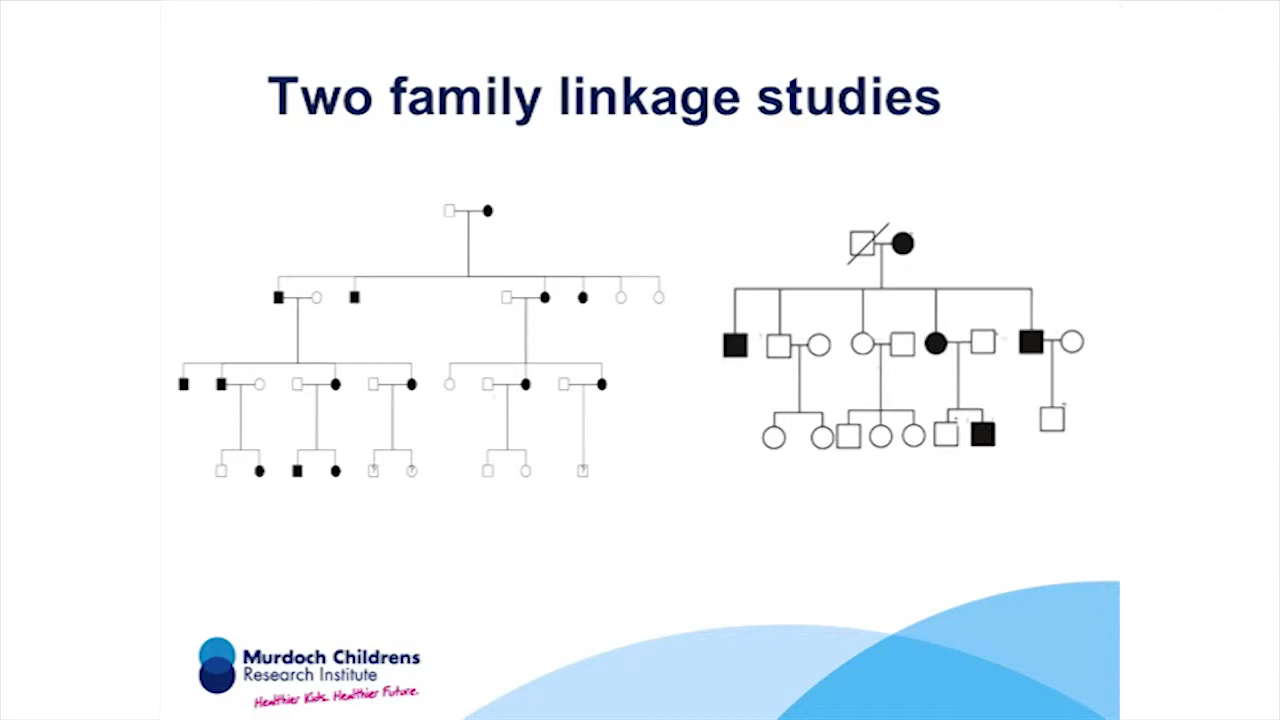 Two family linkage studies
Murdoch Childrens
Research Institute
Healthier Kids. Healthier Future.